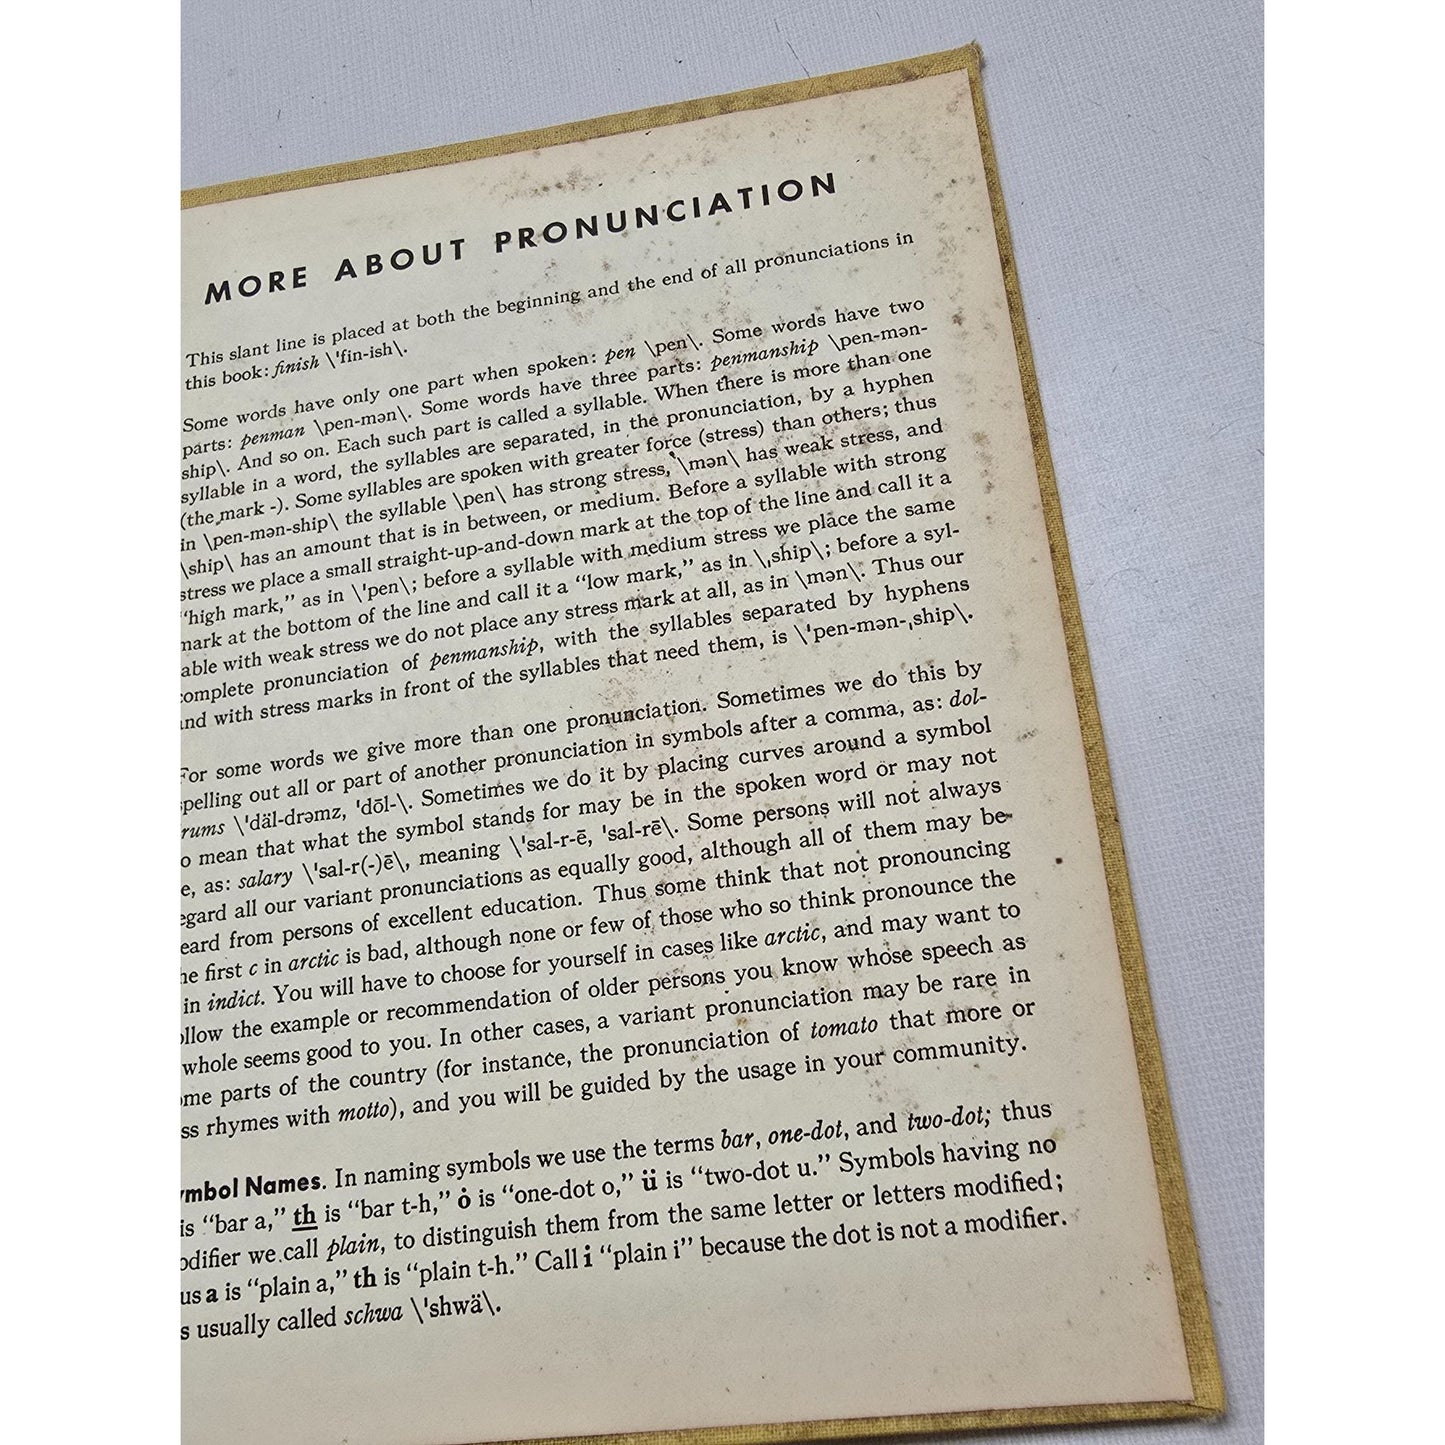 MORE ABOUT PRONUNCIATION
This slant line is placed at both the beginning and the end of all pronunciations in
this book: finish \ˈfin-ish\.
Some words have only one part when spoken: pen \pen\. Some words have two
parts: penman \pen-mən\. Some words have three parts: penmanship \pen-mən-
ship\. And so on. Each such part is called a syllable. When there is more than one
syllable in a word, the syllables are separated, in the pronunciation, by a hyphen
(the mark -). Some syllables are spoken with greater force (stress) than others; thus
in \pen-mən-ship\ the syllable \pen\ has strong stress, \mən\ has weak stress, and
\ship\ has an amount that is in between, or medium. Before a syllable with strong
stress we place a small straight-up-and-down mark at the top of the line and call it a
"high mark," as in \ˈpen\; before a syllable with medium stress we place the same
mark at the bottom of the line and call it a "low mark," as in \ˌship\; before a syl-
able with weak stress we do not place any stress mark at all, as in \mən\. Thus our
complete pronunciation of penmanship, with the syllables separated by hyphens
and with stress marks in front of the syllables that need them, is \ˈpen-mən-ˌship\.
For some words we give more than one pronunciation. Sometimes we do this by
spelling out all or part of another pronunciation in symbols after a comma, as: dol-
rums \ˈdäl-drəmz, ˈdōl-\. Sometimes we do it by placing curves around a symbol
o mean that what the symbol stands for may be in the spoken word or may not
e, as: salary \ˈsal-r(-)ē\, meaning \ˈsal-r-ē, ˈsal-rē\. Some persons will not always
egard all our variant pronunciations as equally good, although all of them may be
eard from persons of excellent education. Thus some think that not pronouncing
he first c in arctic is bad, although none or few of those who so think pronounce the
in indict. You will have to choose for yourself in cases like arctic, and may want to
ollow the example or recommendation of older persons you know whose speech as
whole seems good to you. In other cases, a variant pronunciation may be rare in
ome parts of the country (for instance, the pronunciation of tomato that more or
ss rhymes with motto), and you will be guided by the usage in your community.
ymbol Names. In naming symbols we use the terms bar, one-dot, and two-dot; thus
is "bar a," th is "bar t-h," ȯ is "one-dot o," ü is "two-dot u." Symbols having no
odifier we call plain, to distinguish them from the same letter or letters modified;
us a is "plain a," th is "plain t-h." Call i "plain i" because the dot is not a modifier.
s usually called schwa \ˈshwä\.